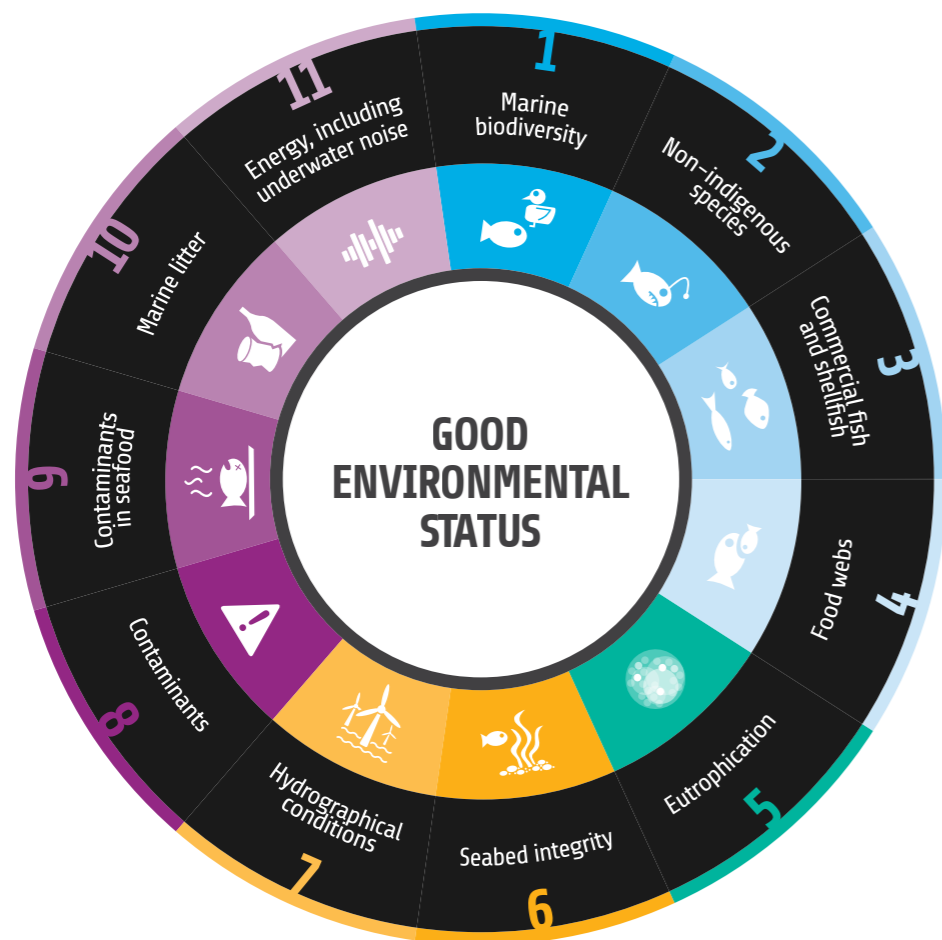 GOOD
ENVIRONMENTAL
STATUS
1
Marine
biodiversity
2
Non-indigenous
species
3
Commercial fish
and shellfish
4
Food webs
5
Eutrophication
6
Seabed integrity
7
Hydrographical
conditions
8
Contaminants
9
Contaminants
in seafood
10
Marine litter
11
Energy, including
underwater noise